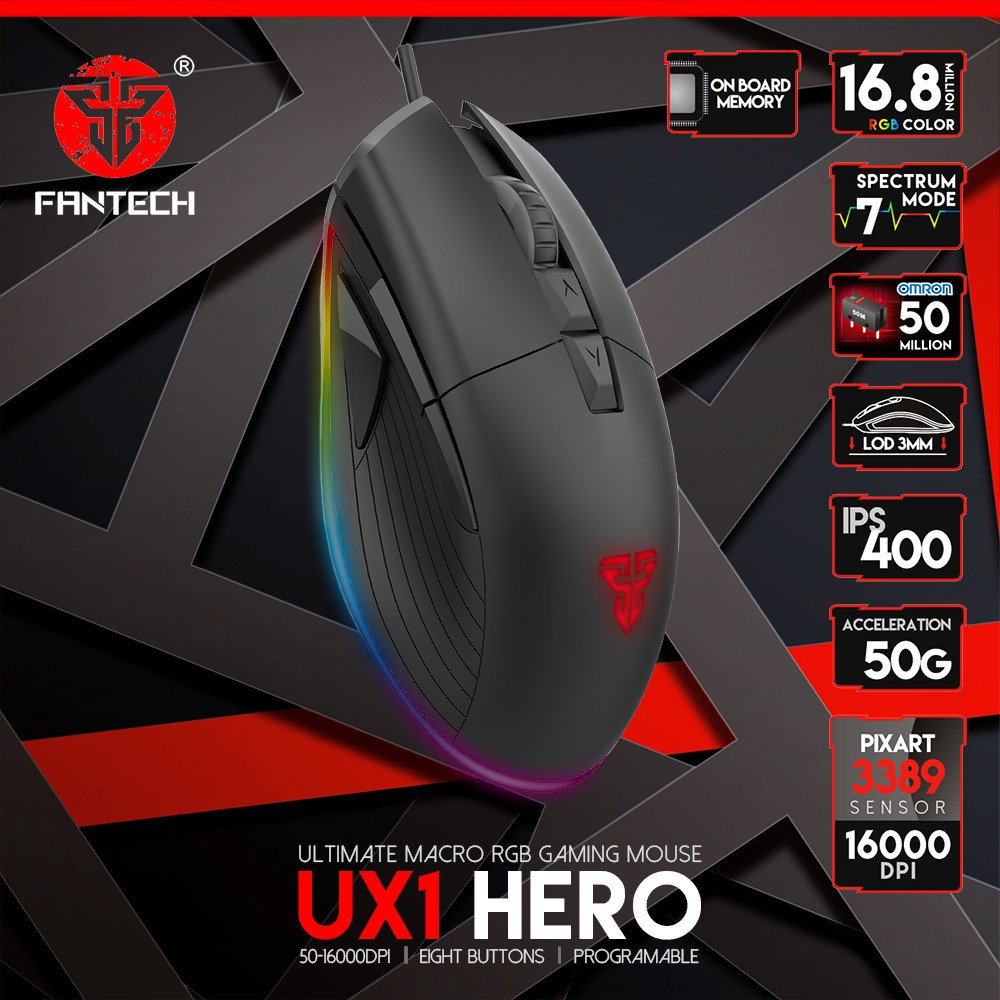 ®
FANTECH
ON BOARD
MEMORY
16.8
MILLION
RGB COLOR
SPECTRUM
7 MODE
OMRON
50M
50
MILLION
LOD 3MM
IPS
400
ACCELERATION
50G
PIXART
3389
SENSOR
16000
DPI
ULTIMATE MACRO RGB GAMING MOUSE
UX1 HERO
50-16000DPI | EIGHT BUTTONS | PROGRAMABLE